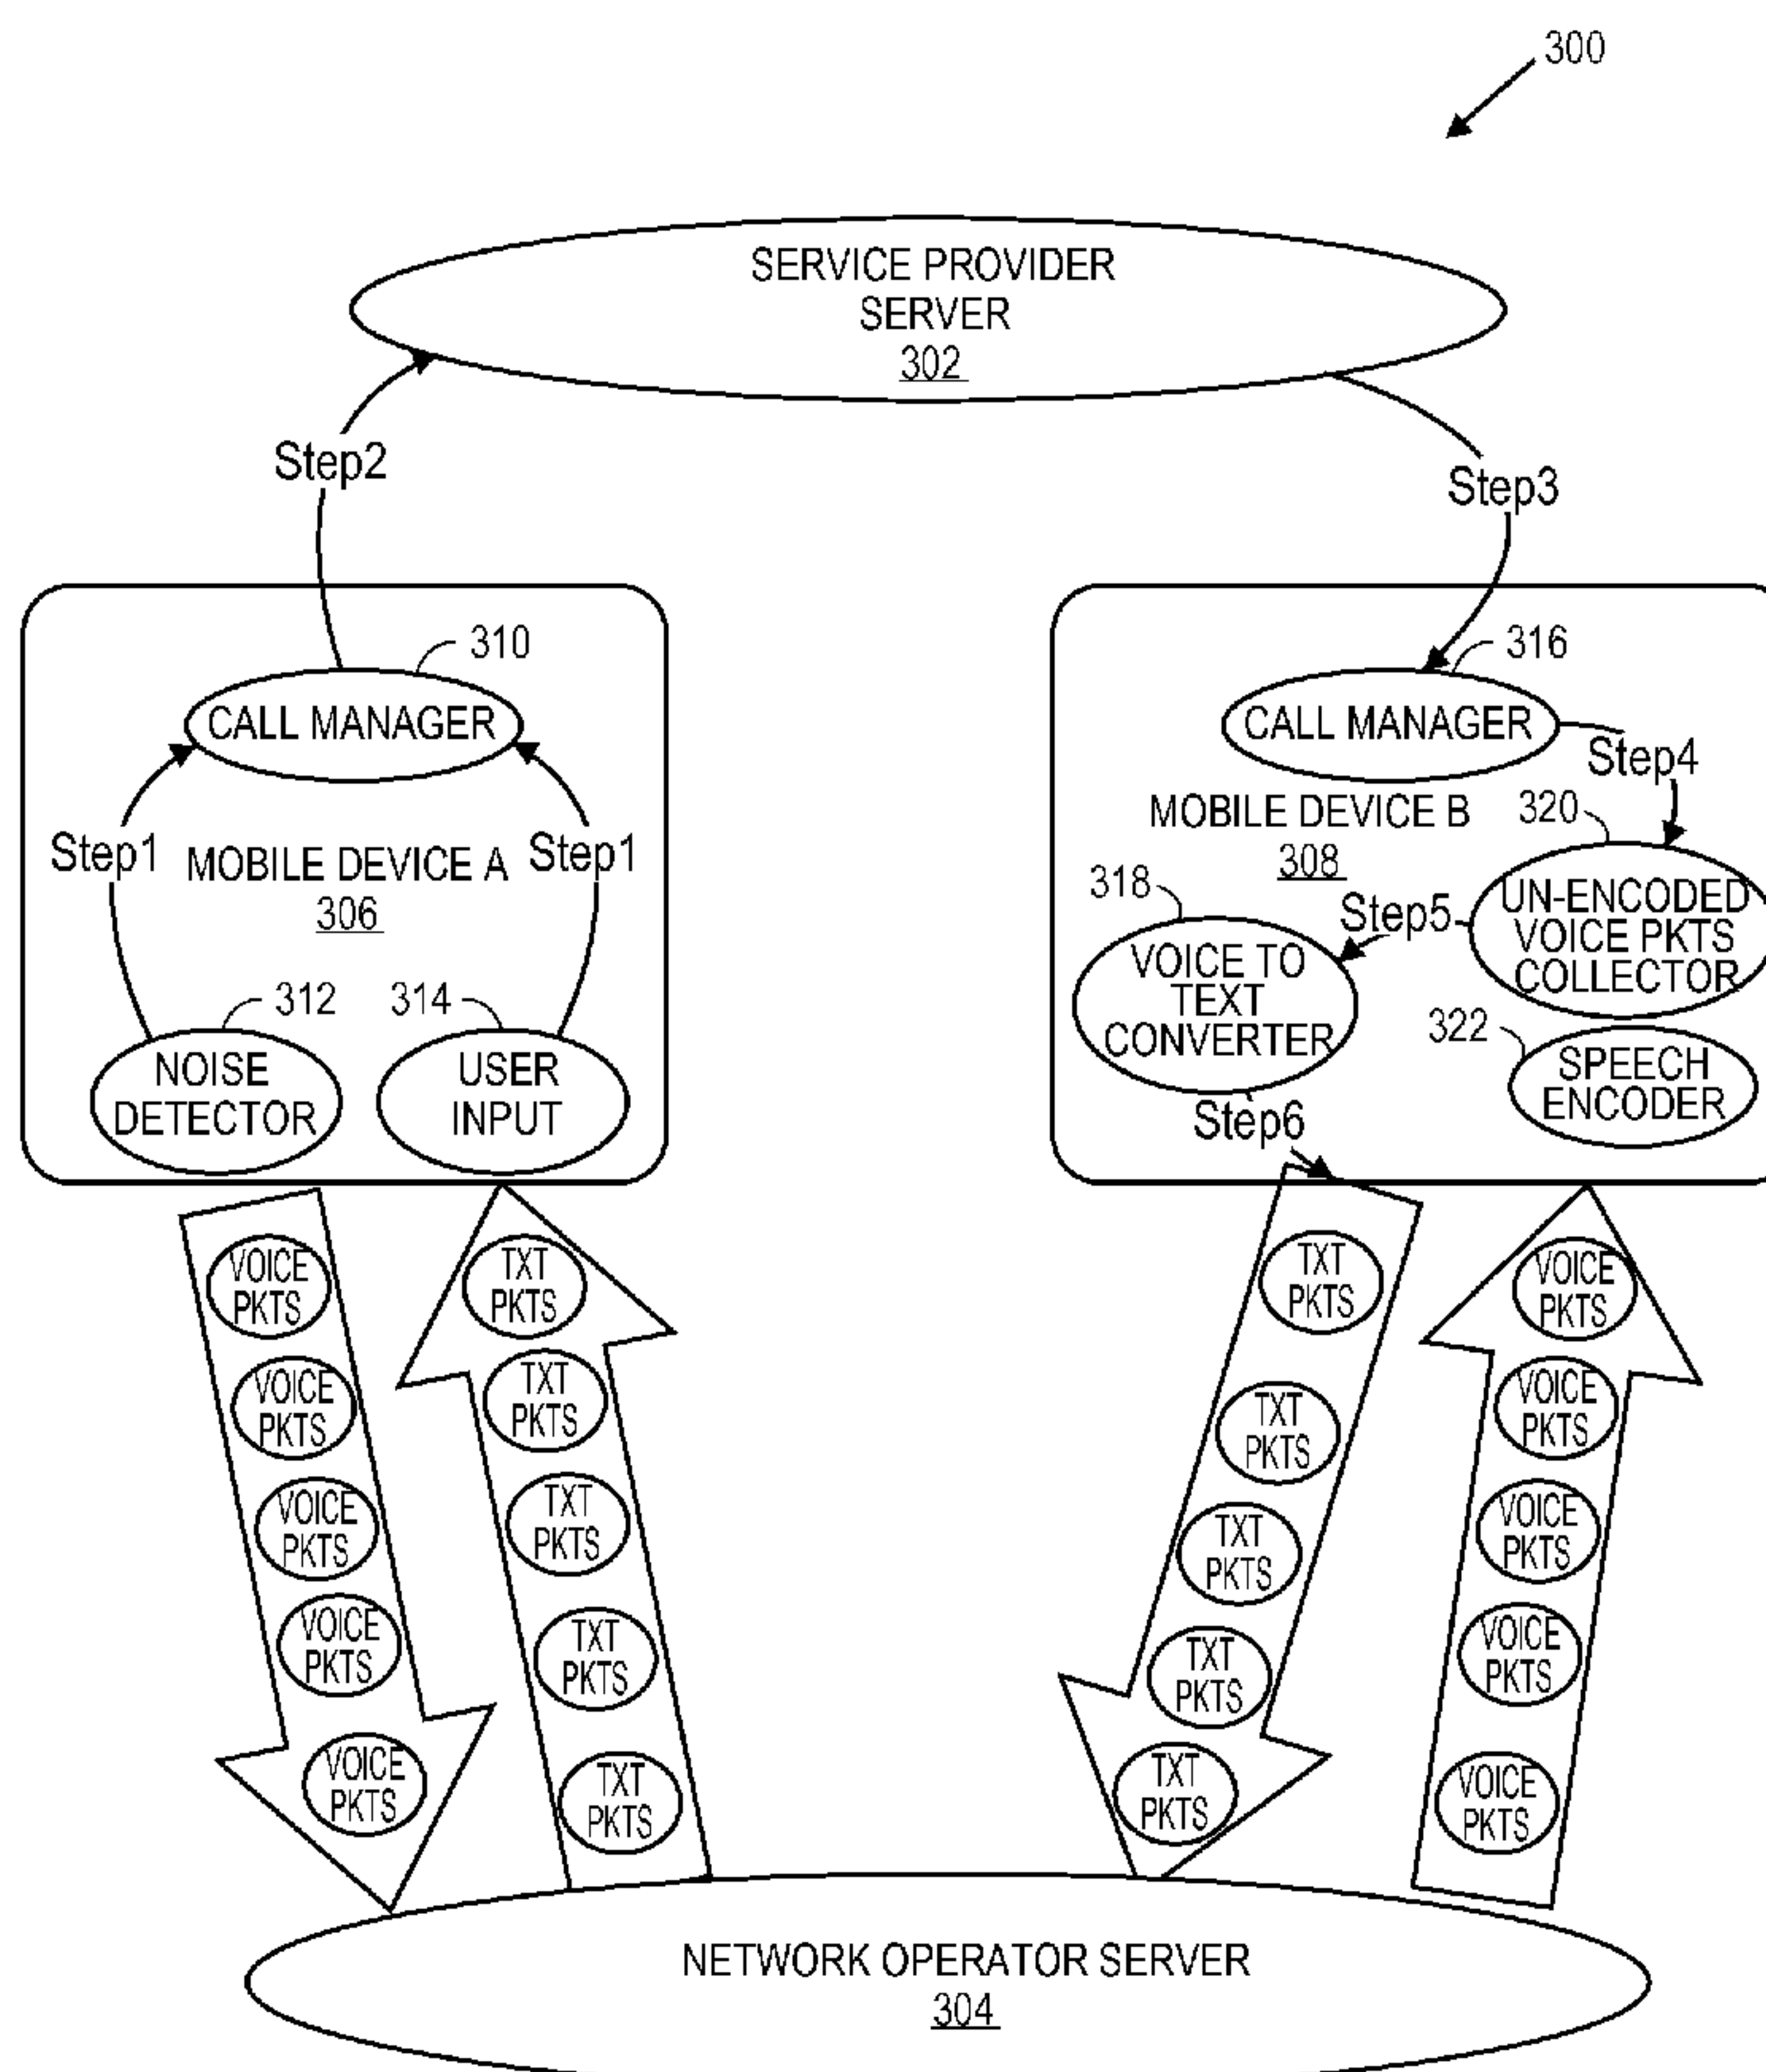 300
SERVICE PROVIDER
SERVER
302
Step2
Step3
310
CALL MANAGER
Step1
MOBILE DEVICE A
306
Step1
312
NOISE
DETECTOR
314
USER
INPUT
316
CALL MANAGER
Step4
MOBILE DEVICE B
308
320
UN-ENCODED
VOICE PKTS
COLLECTOR
Step5
318
VOICE TO
TEXT
CONVERTER
322
SPEECH
ENCODER
Step6
VOICE
PKTS
VOICE
PKTS
VOICE
PKTS
VOICE
PKTS
VOICE
PKTS
TXT
PKTS
TXT
PKTS
TXT
PKTS
TXT
PKTS
TXT
PKTS
TXT
PKTS
TXT
PKTS
TXT
PKTS
TXT
PKTS
TXT
PKTS
VOICE
PKTS
VOICE
PKTS
VOICE
PKTS
VOICE
PKTS
VOICE
PKTS
NETWORK OPERATOR SERVER
304